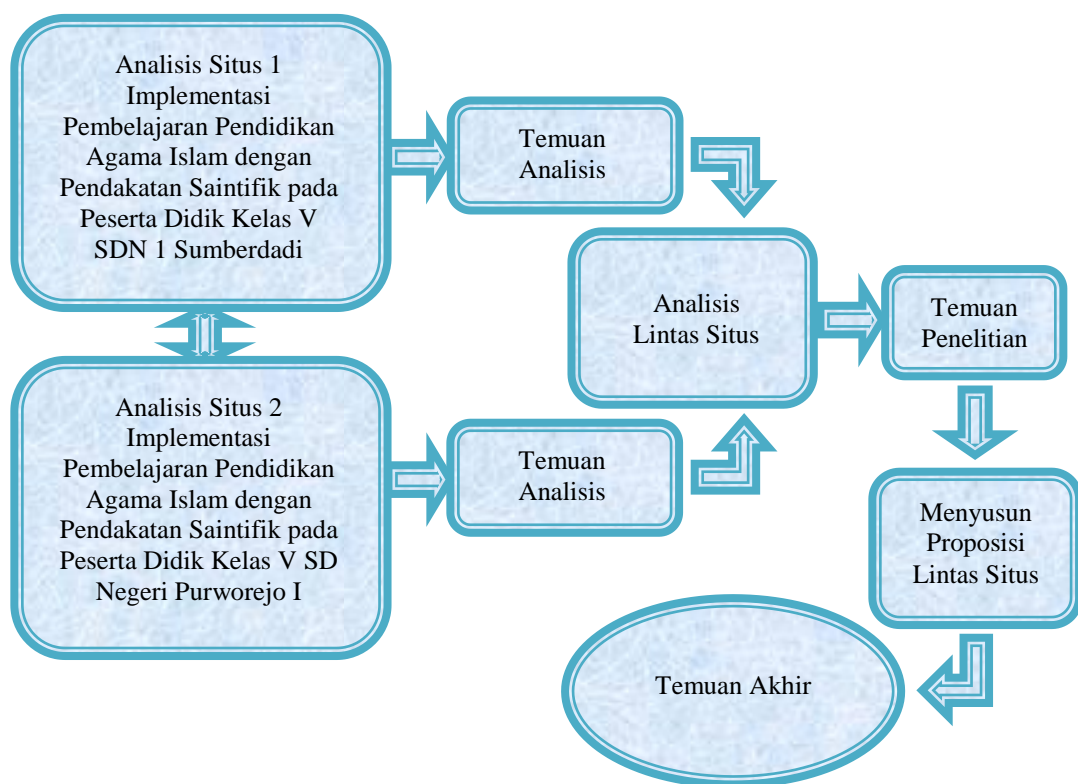 Analisis Situs 1
Implementasi
Pembelajaran Pendidikan
Agama Islam dengan
Pendakatan Saintifik pada
Peserta Didik Kelas V
SDN 1 Sumberdadi
Temuan
Analisis
Analisis Situs 2
Implementasi
Pembelajaran Pendidikan
Agama Islam dengan
Pendakatan Saintifik pada
Peserta Didik Kelas V SD
Negeri Purworejo I
Temuan
Analisis
Analisis
Lintas Situs
Temuan
Penelitian
Menyusun
Proposisi
Lintas Situs
Temuan Akhir